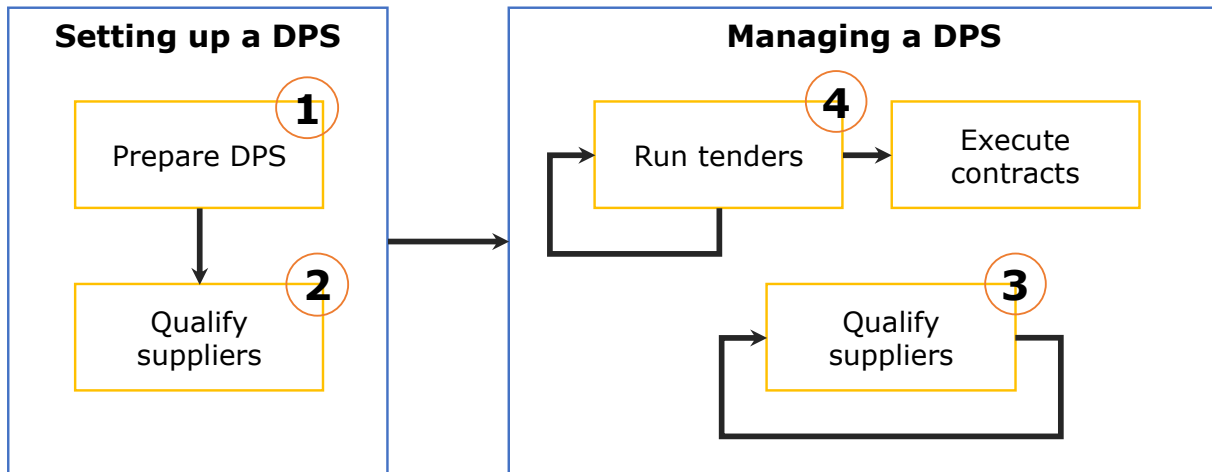 Setting up a DPS
1
Prepare DPS
2
Qualify
suppliers
Managing a DPS
4
Run tenders
Execute
contracts
3
Qualify
suppliers